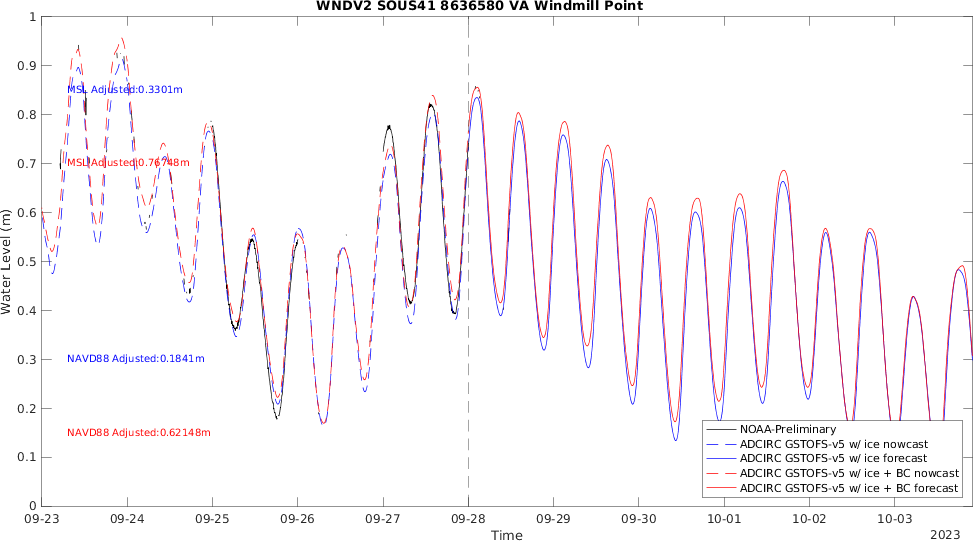 WNDV2 SOUS41 8636580 VA Windmill Point
1
0.9
0.8
0.7
0.6
0.5
0.4
0.3
0.2
0.1
0
Water Level (m)
MSL Adjusted:0.3301m
MSL Adjusted:0.76748m
NAVD88 Adjusted:0.1841m
NAVD88 Adjusted:0.62148m
NOAA-Preliminary
ADCIRC GSTOFS-v5 w/ ice nowcast
ADCIRC GSTOFS-v5 w/ ice forecast
ADCIRC GSTOFS-v5 w/ ice + BC nowcast
ADCIRC GSTOFS-v5 w/ ice + BC forecast
09-23 09-24 09-25 09-26 09-27 09-28 09-29 09-30 10-01 10-02 10-03
Time
2023